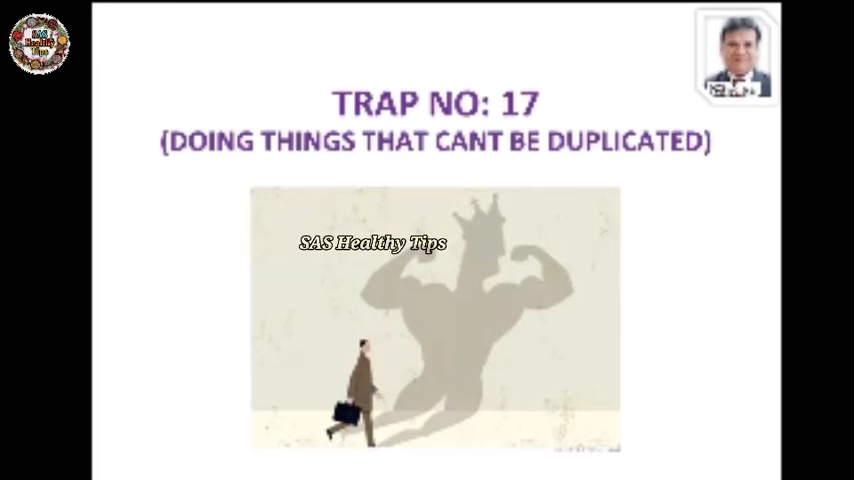 SAS
Healthy
Tips
TRAP NO: 17
(DOING THINGS THAT CANT BE DUPLICATED)
SAS Healthy Tips